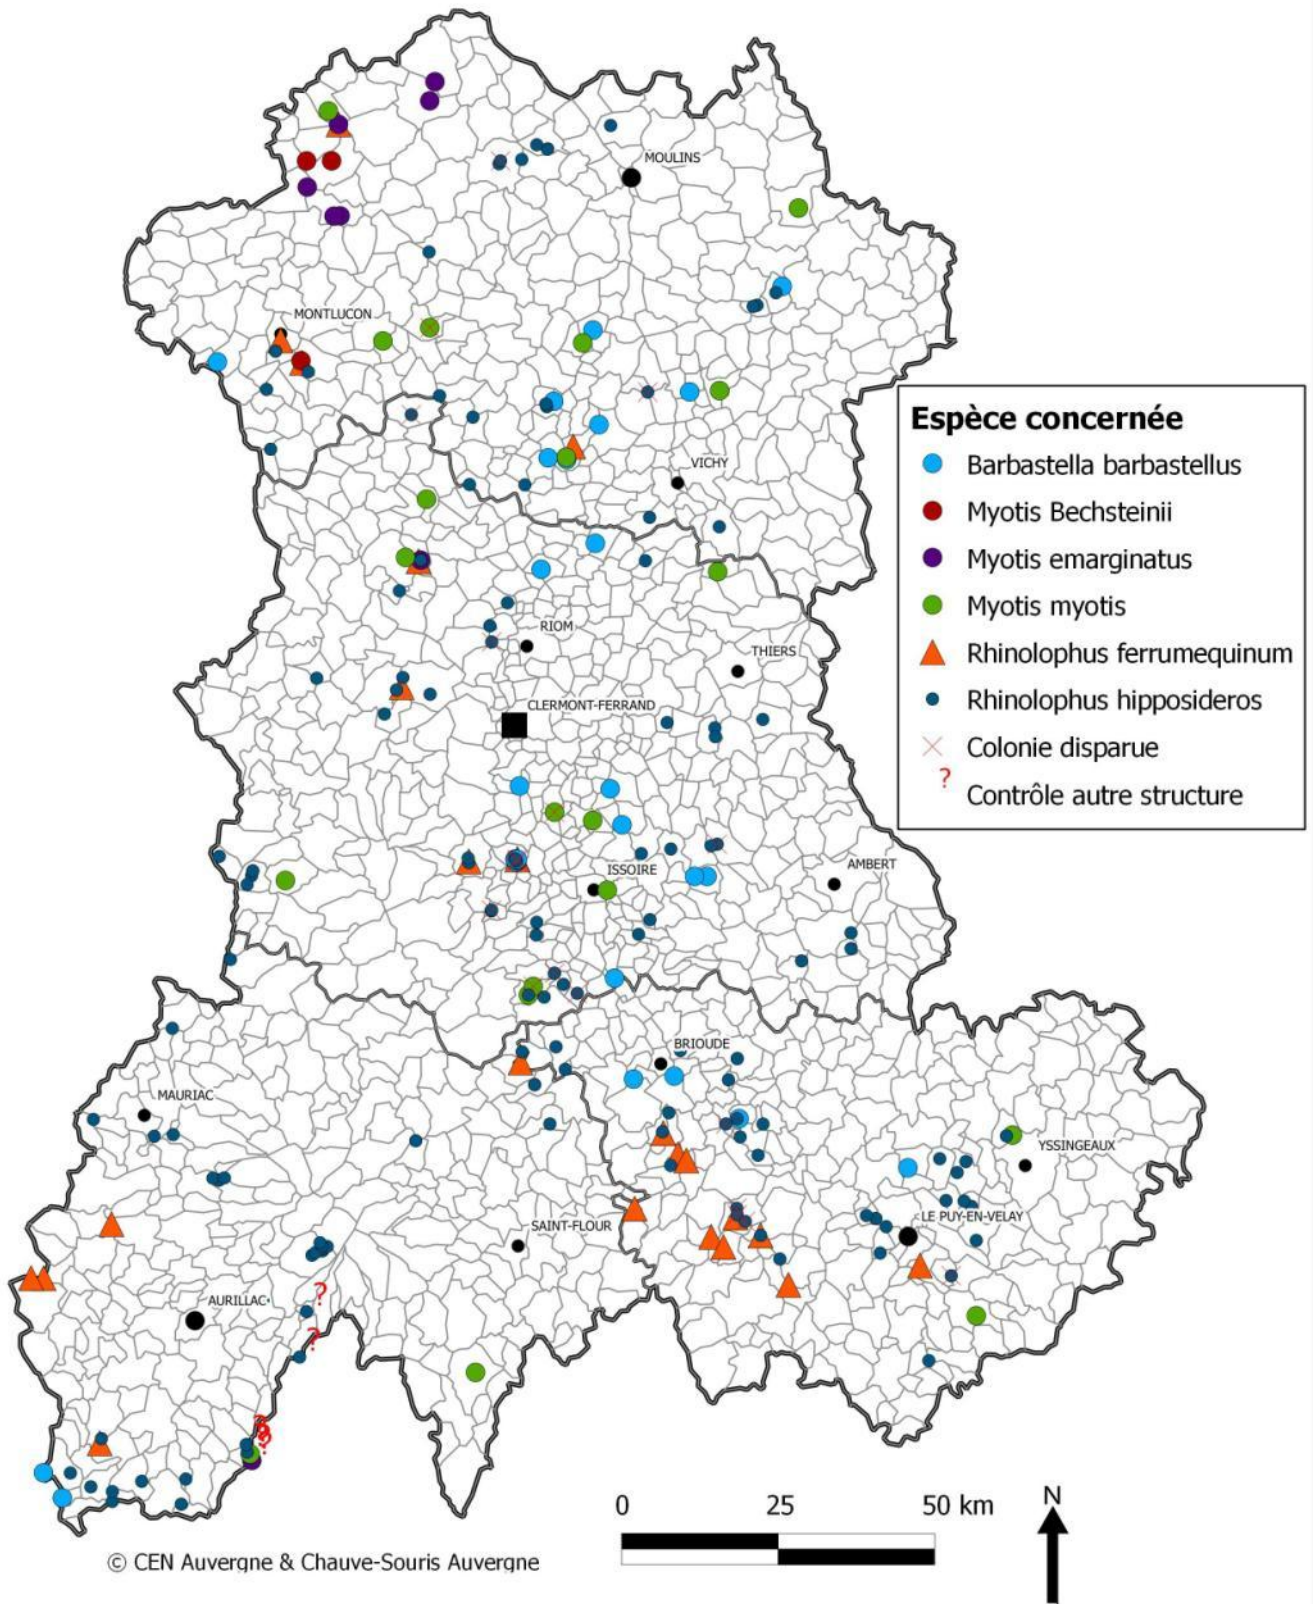 MOULINS
MONTLUCON
VICHY
Espèce concernée
Barbastella barbastellus
Myotis Bechsteinii
Myotis emarginatus
Myotis myotis
Rhinolophus ferrumequinum
Rhinolophus hipposideros
Colonie disparue
? Contrôle autre structure
RIOM
THIERS
CLERMONT-FERRAND
ISSOIRE
AMBERT
BRIOUDE
MAURIAC
YSSINGEAUX
LE PUY-EN-VELAY
SAINT-FLOUR
AURILLAC
?
?
?
?
?
0 25 50 km
N
© CEN Auvergne & Chauve-Souris Auvergne